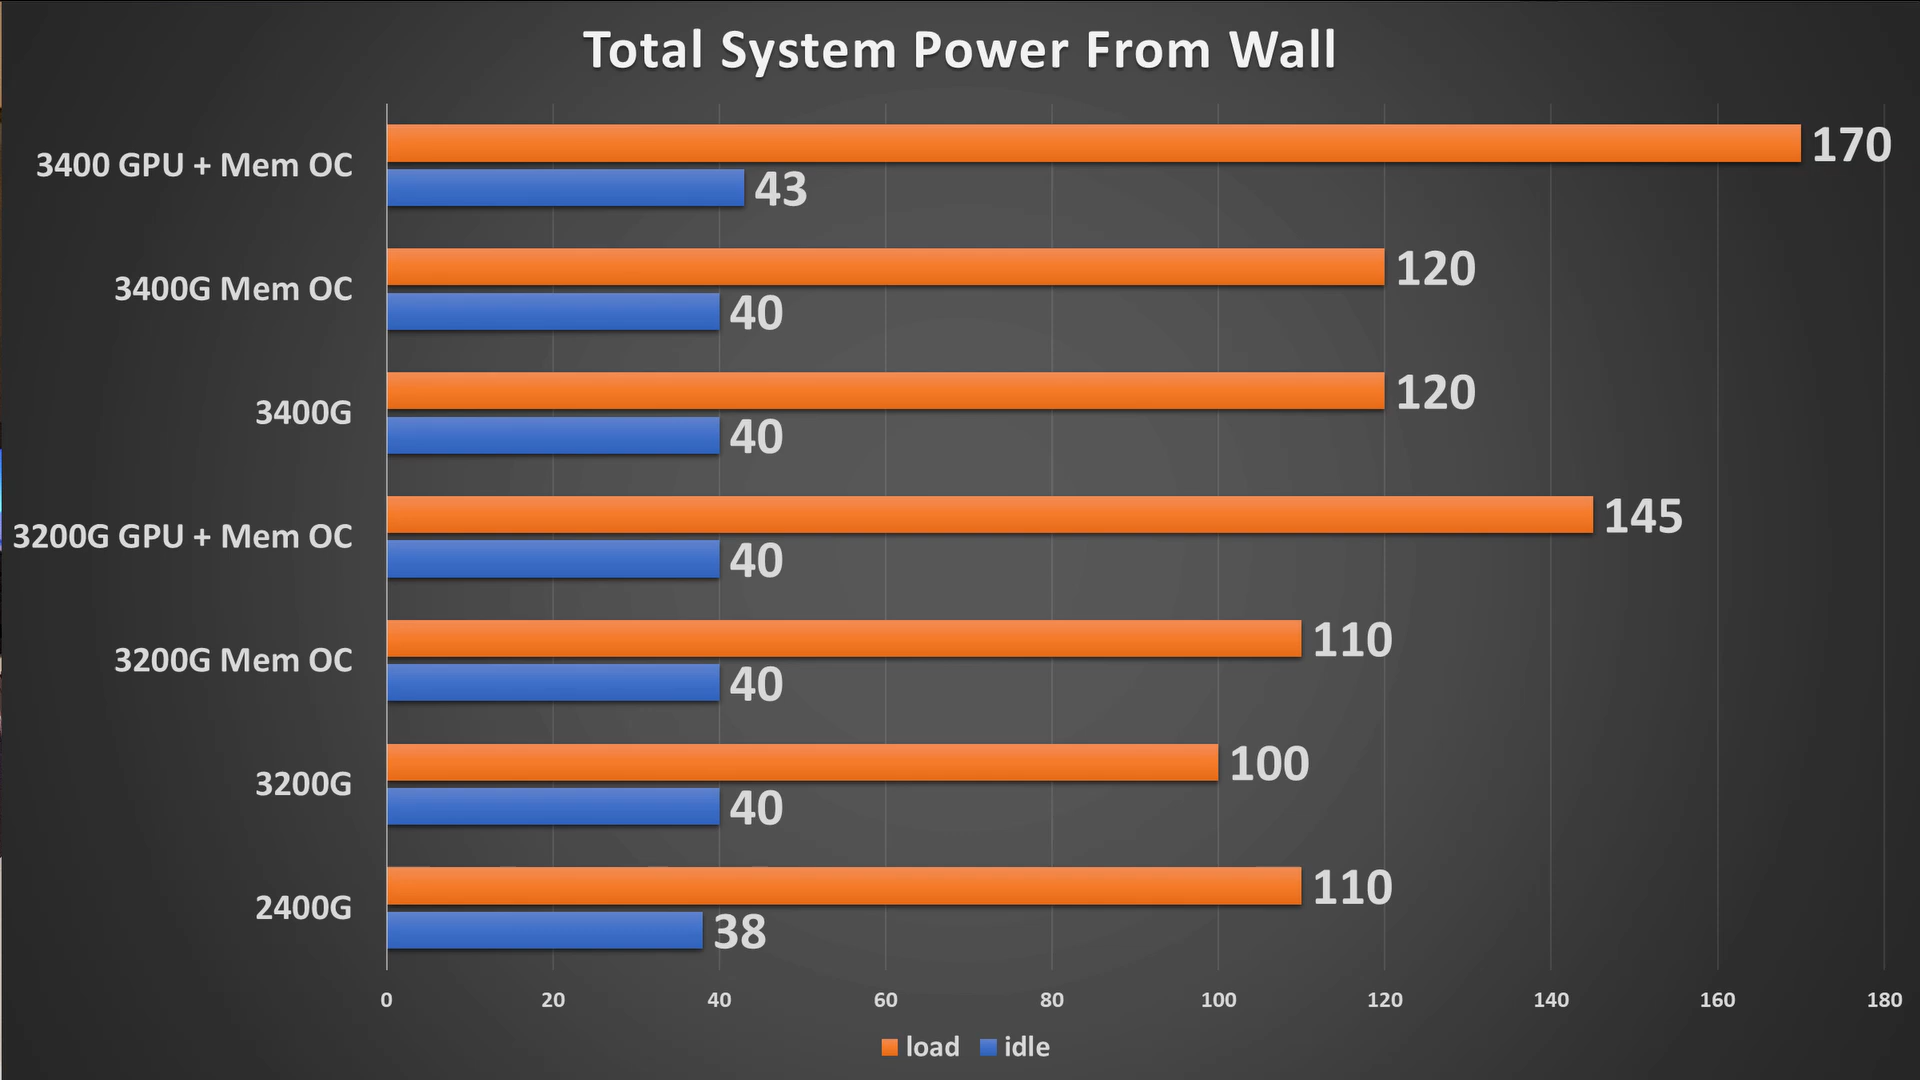 Total System Power From Wall
3400 GPU + Mem OC
170
43
3400G Mem OC
120
40
3400G
120
40
3200G GPU + Mem OC
145
40
3200G Mem OC
110
40
3200G
100
40
2400G
110
38
0 20 40 60 80 100 120 140 160 180
load idle